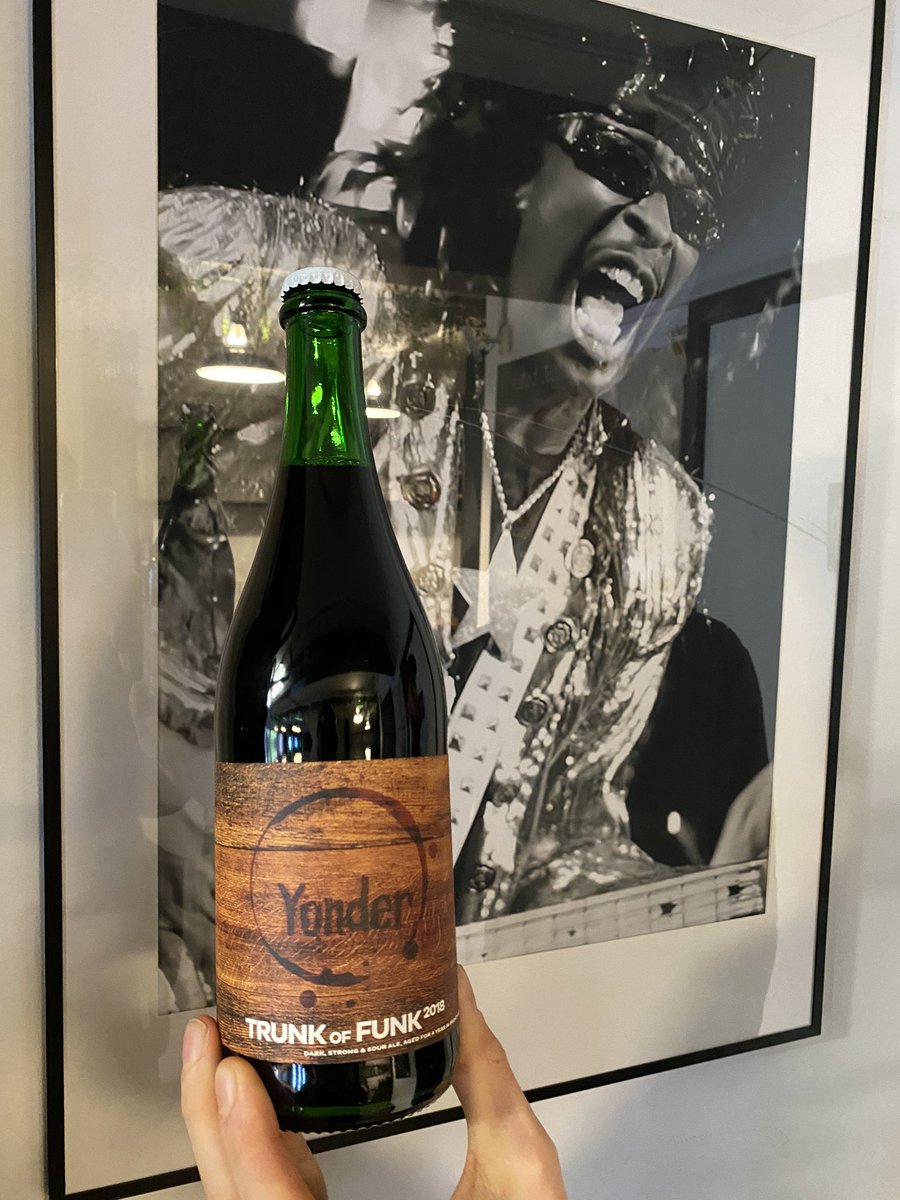 Yonder
TRUNK OF FUNK 2018
DARK, STRONG & SOUR ALE, AGED FOR A YEAR